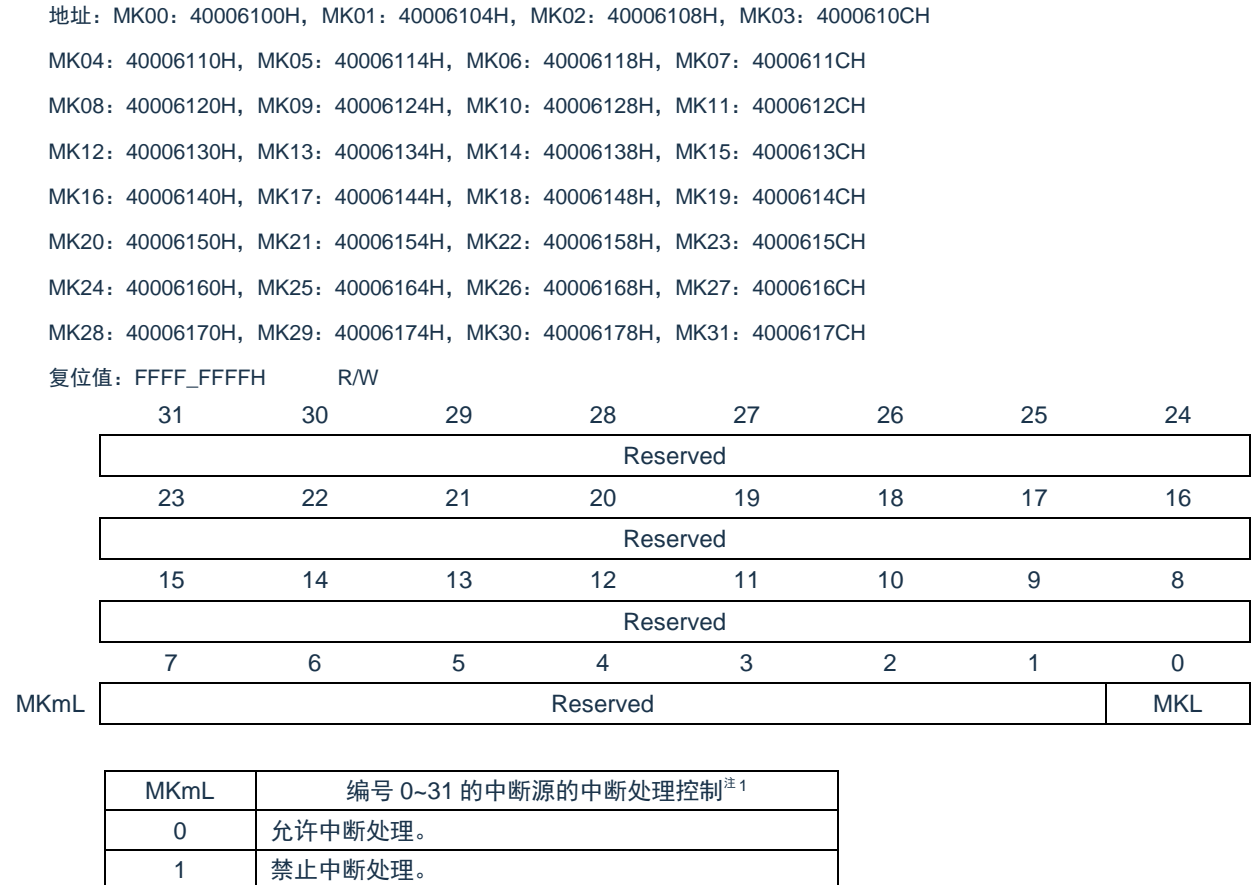 地址：MK00：40006100H，MK01：40006104H，MK02：40006108H，MK03：4000610CH
MK04：40006110H，MK05：40006114H，MK06：40006118H，MK07：4000611CH
MK08：40006120H，MK09：40006124H，MK10：40006128H，MK11：4000612CH
MK12：40006130H，MK13：40006134H，MK14：40006138H，MK15：4000613CH
MK16：40006140H，MK17：40006144H，MK18：40006148H，MK19：4000614CH
MK20：40006150H，MK21：40006154H，MK22：40006158H，MK23：4000615CH
MK24：40006160H，MK25：40006164H，MK26：40006168H，MK27：4000616CH
MK28：40006170H，MK29：40006174H，MK30：40006178H，MK31：4000617CH
复位值：FFFF_FFFFH R/W
31 30 29 28 27 26 25 24
Reserved
23 22 21 20 19 18 17 16
Reserved
15 14 13 12 11 10 9 8
Reserved
7 6 5 4 3 2 1 0
MKmL Reserved MKL
MKmL 编号 0~31 的中断源的中断处理控制注 1
0 允许中断处理。
1 禁止中断处理。